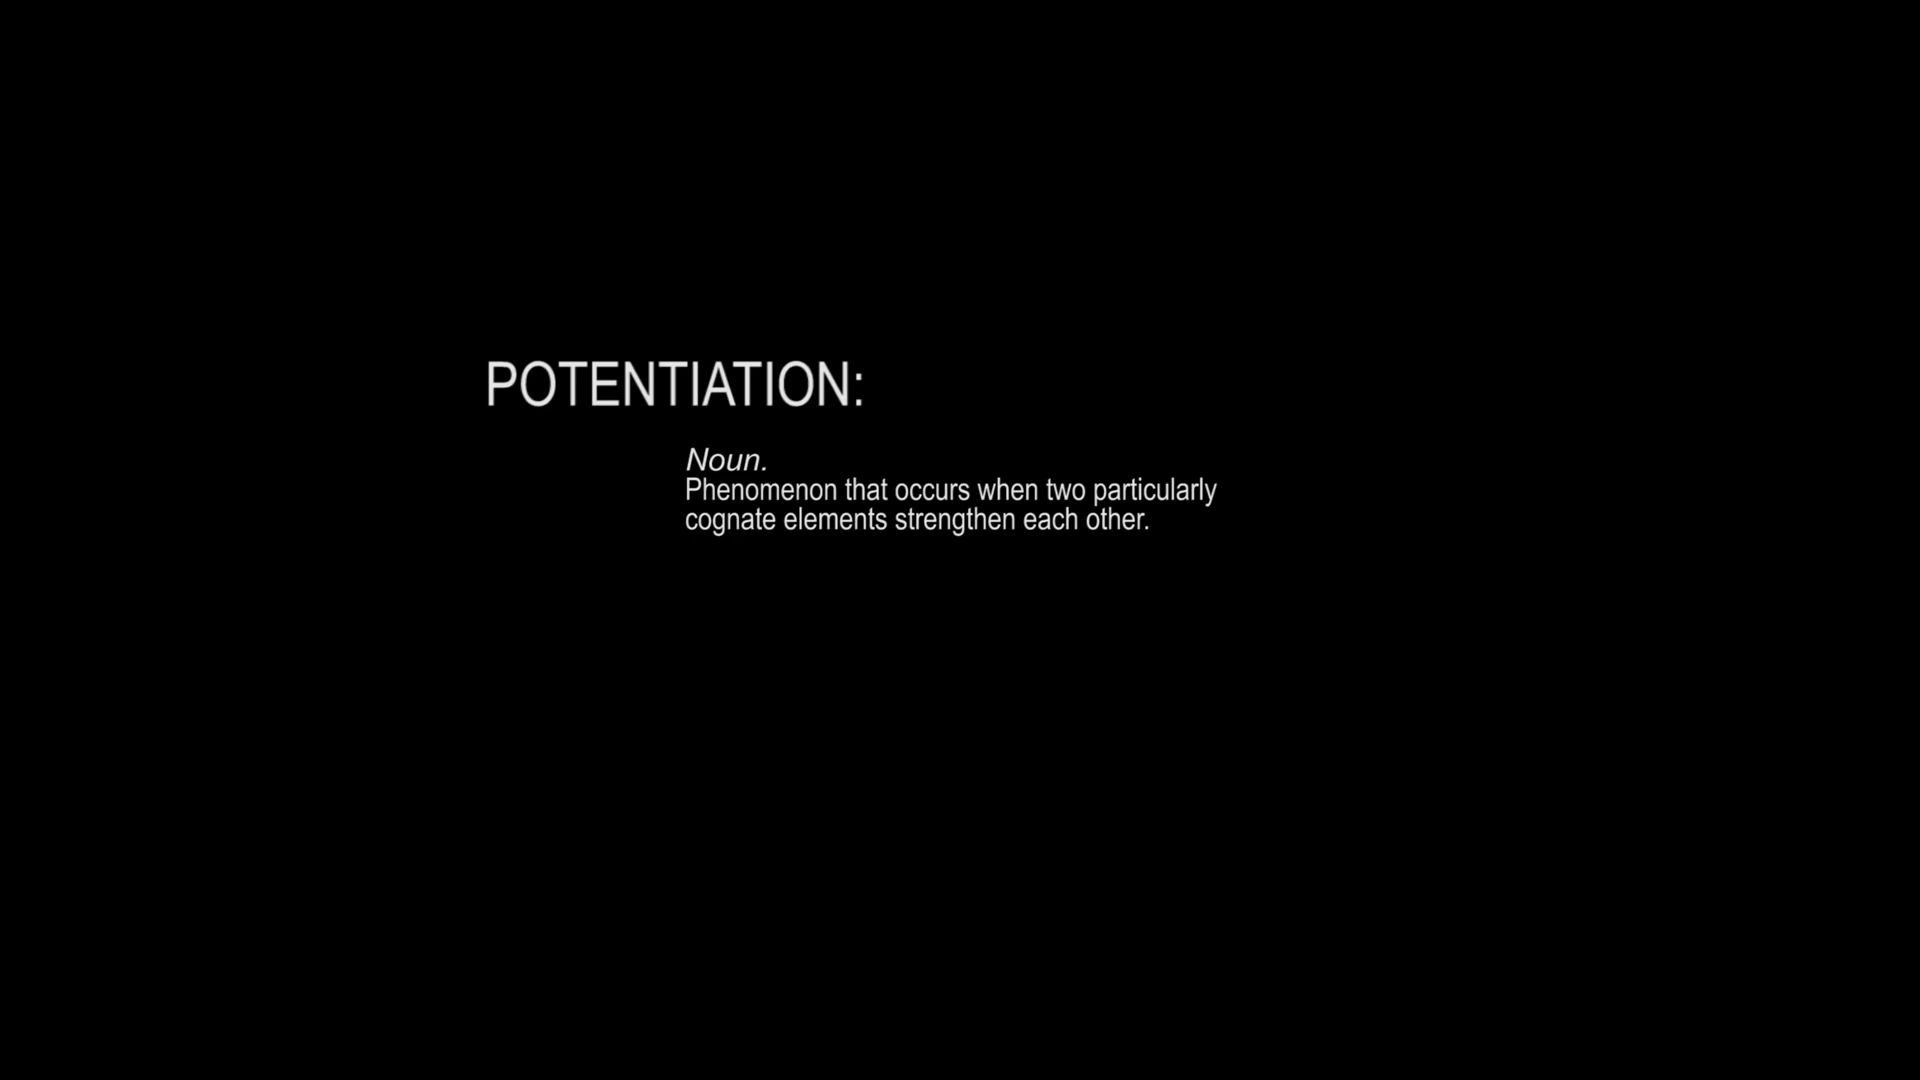 POTENTIATION:
Noun.
Phenomenon that occurs when two particularly
cognate elements strengthen each other.